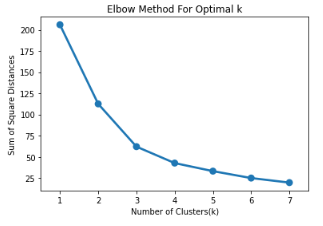 Elbow Method For Optimal k
Sum of Square Distances
200
175
150
125
100
75
50
25
1 2 3 4 5 6 7
Number of Clusters(k)